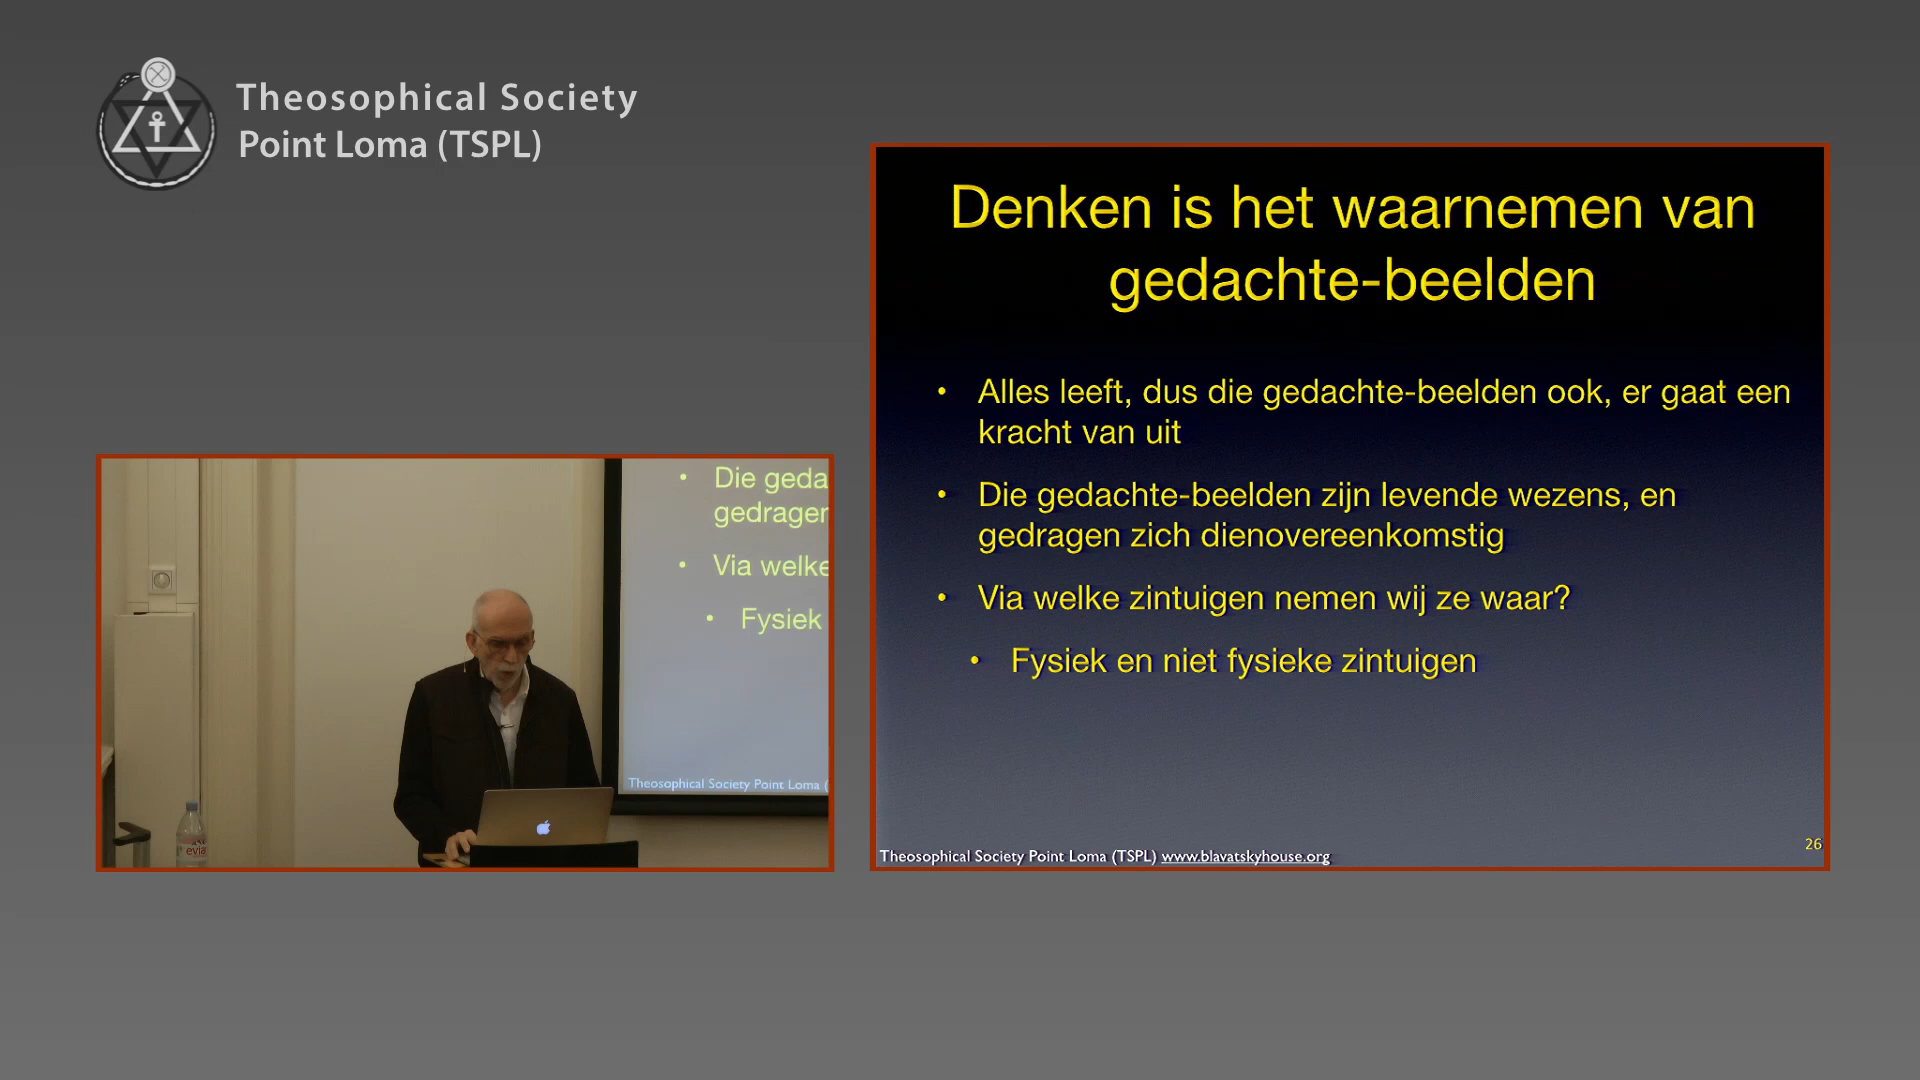 Theosophical Society
Point Loma (TSPL)
Denken is het waarnemen van
gedachte-beelden
• Alles leeft, dus die gedachte-beelden ook, er gaat een
kracht van uit
• Die gedachte-beelden zijn levende wezens, en
gedragen zich dienovereenkomstig
• Via welke zintuigen nemen wij ze waar?
• Fysiek en niet fysieke zintuigen
Theosophical Society Point Loma (TSPL) www.blavatskyhouse.org
26
• Die geda
gedragen
• Via welke
• Fysiek
Theosophical Society Point Loma (
evia